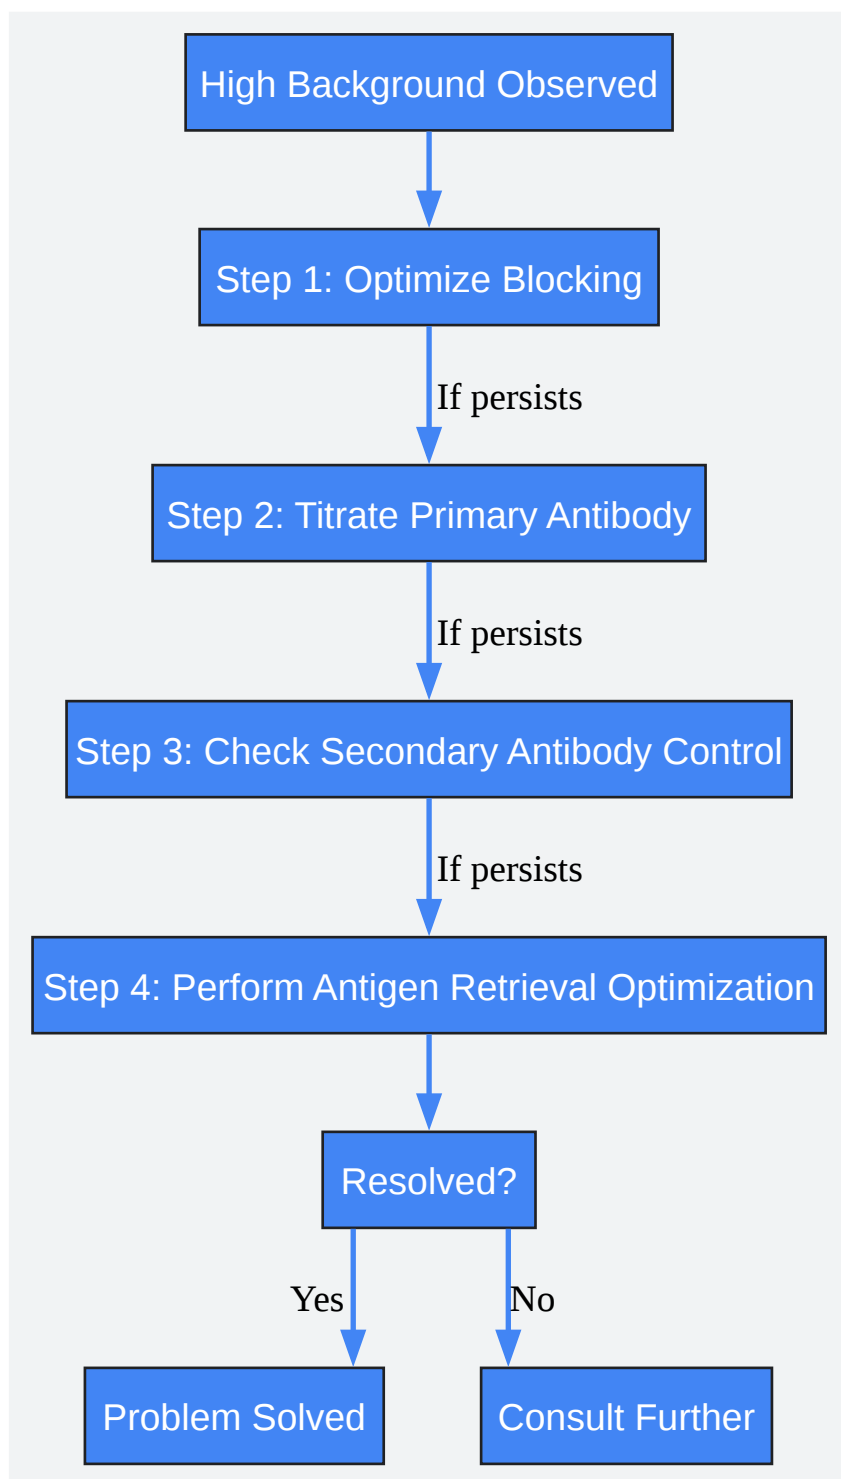 High Background Observed
Step 1: Optimize Blocking
If persists
Step 2: Titrate Primary Antibody
If persists
Step 3: Check Secondary Antibody Control
If persists
Step 4: Perform Antigen Retrieval Optimization
Resolved?
Yes
No
Problem Solved
Consult Further